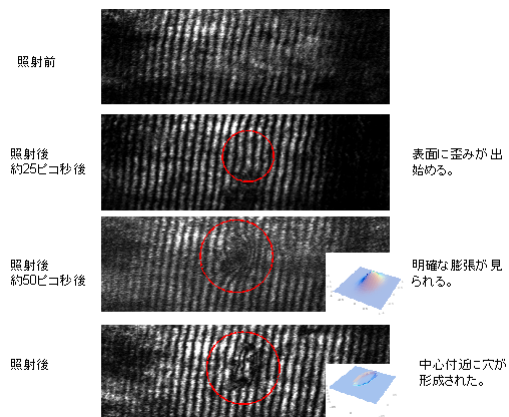 照射前
照射後
約25ピコ秒後
表面に歪みが出
始める。
照射後
約50ピコ秒後
明確な膨張が見
られる。
照射後
中心付近に穴が
形成された。